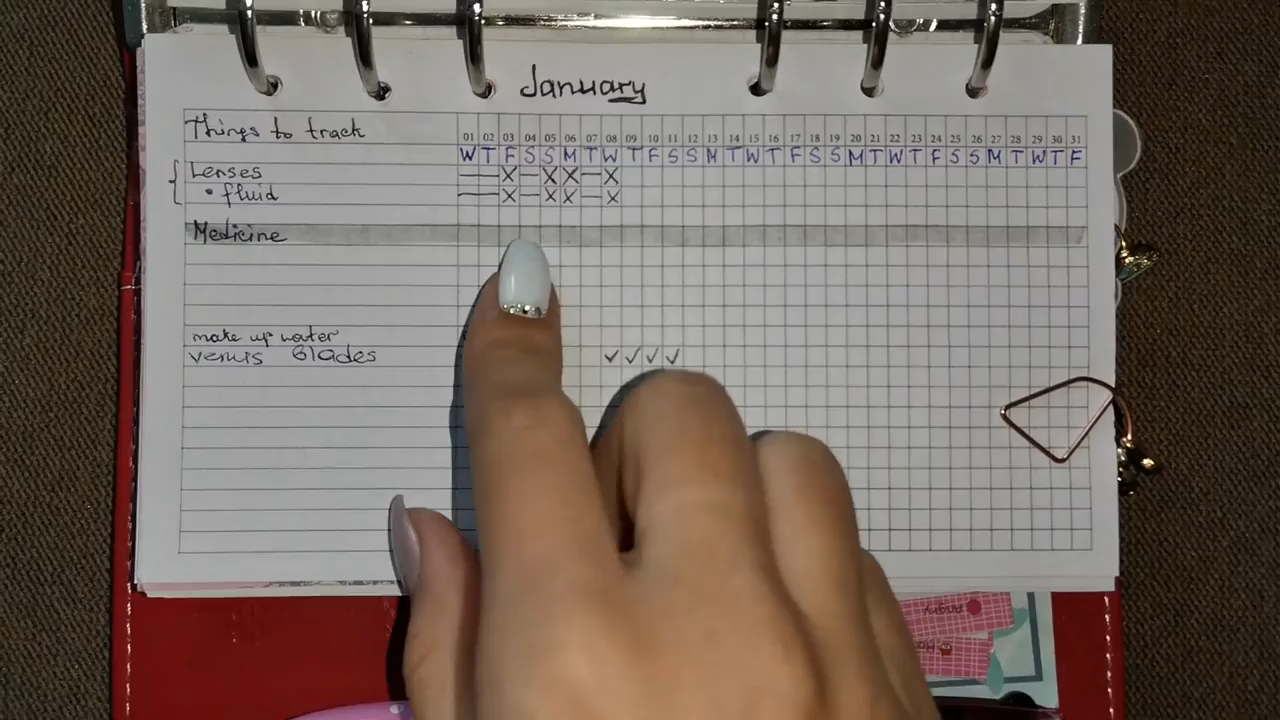 January
Things to track 01 02 03 04 05 06 07 08 09 10 11 12 13 14 15 16 17 18 19 20 21 22 23 24 25 26 27 28 29 30 31
W T F S S M T W T F S S M T W T F S S M T W T F S S M T W T F
Lenses — — X — X X — X
• fluid — — X — X X — X
Medicine
make up water
venus Blades ✓ ✓ ✓ ✓
Angry